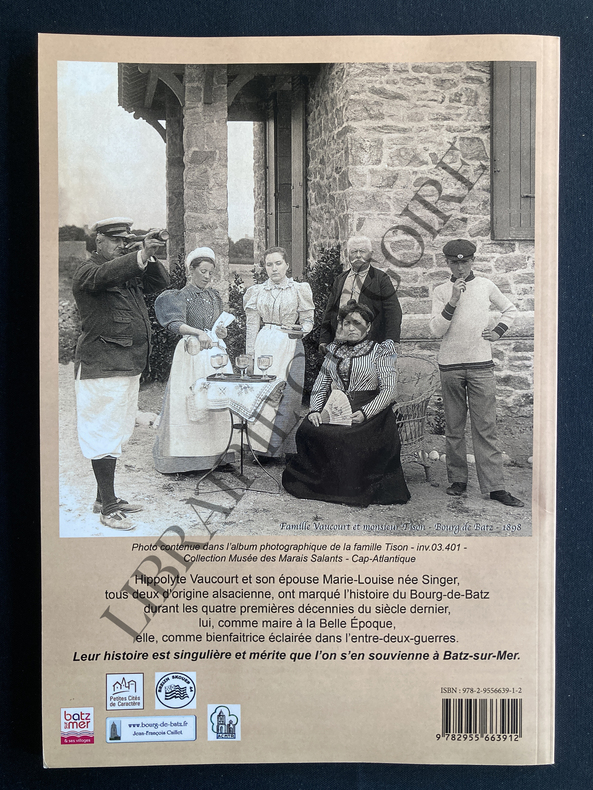 LIBRAIRIE GREGOIRE
Famille Vaucourt et monsieur Tison - Bourg de Batz - 1898
Photo contenue dans l'album photographique de la famille Tison - inv.03.401 -
Collection Musée des Marais Salants - Cap-Atlantique
Hippolyte Vaucourt et son épouse Marie-Louise née Singer,
tous deux d'origine alsacienne, ont marqué l'histoire du Bourg-de-Batz
durant les quatre premières décennies du siècle dernier,
lui, comme maire à la Belle Époque,
elle, comme bienfaitrice éclairée dans l'entre-deux-guerres.
Leur histoire est singulière et mérite que l'on s'en souvienne à Batz-sur-Mer.
Petites Cités
de Caractère
batz
sur mer
& ses villages
www.bourg-de-batz.fr
Jean-François Caillet
ISBN : 978-2-9556639-1-2
9 782955 663912